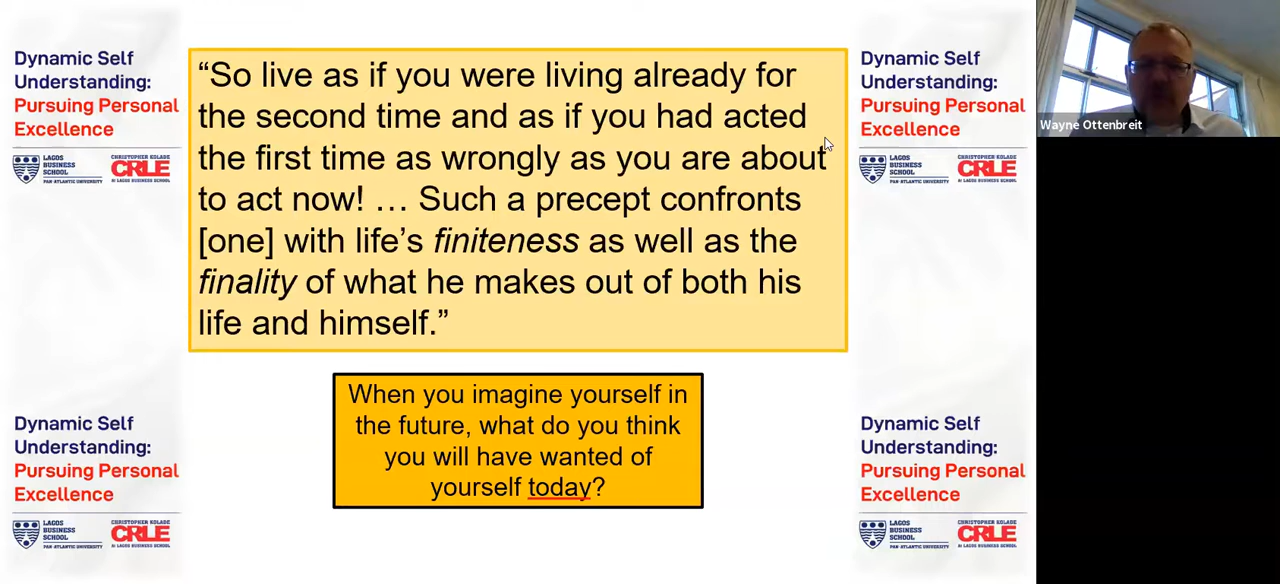 Dynamic Self
Understanding:
Pursuing Personal
Excellence
LAGOS
BUSINESS
SCHOOL
PAN-ATLANTIC UNIVERSITY
CHRISTOPHER KOLADE
CRLE
At LAGOS BUSINESS SCHOOL
“So live as if you were living already for
the second time and as if you had acted
the first time as wrongly as you are about
to act now! … Such a precept confronts
[one] with life’s finiteness as well as the
finality of what he makes out of both his
life and himself.”
When you imagine yourself in
the future, what do you think
you will have wanted of
yourself today?
Dynamic Self
Understanding:
Pursuing Personal
Excellence
LAGOS
BUSINESS
SCHOOL
PAN-ATLANTIC UNIVERSITY
CHRISTOPHER KOLADE
CRLE
At LAGOS BUSINESS SCHOOL
Wayne Ottenbreit
Dynamic Self
Understanding:
Pursuing Personal
Excellence
LAGOS
BUSINESS
SCHOOL
PAN-ATLANTIC UNIVERSITY
CHRISTOPHER KOLADE
CRLE
At LAGOS BUSINESS SCHOOL
Dynamic Self
Understanding:
Pursuing Personal
Excellence
LAGOS
BUSINESS
SCHOOL
PAN-ATLANTIC UNIVERSITY
CHRISTOPHER KOLADE
CRLE
At LAGOS BUSINESS SCHOOL